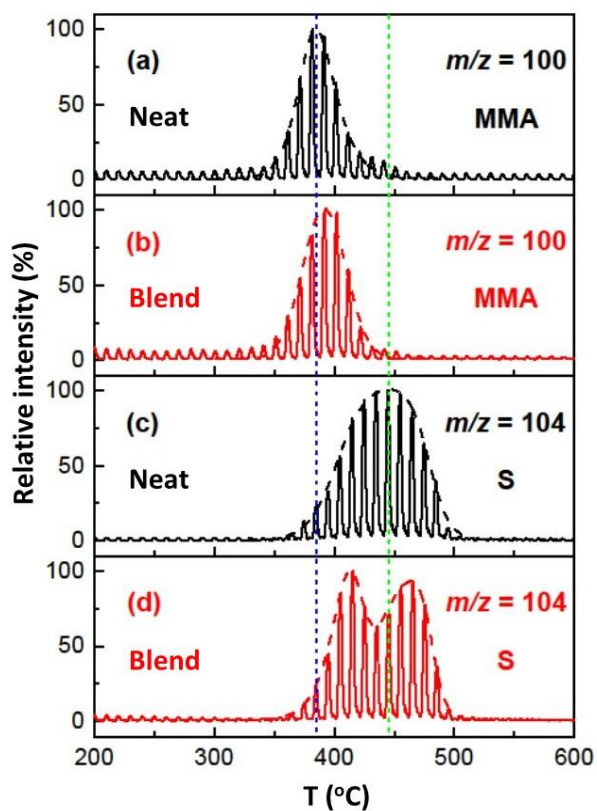 Relative intensity (%)
100
50
0
(a)
m/z = 100
Neat
MMA
100
50
0
(b)
m/z = 100
Blend
MMA
100
50
0
(c)
m/z = 104
Neat
S
100
50
0
(d)
m/z = 104
Blend
S
200 300 400 500 600
T (°C)